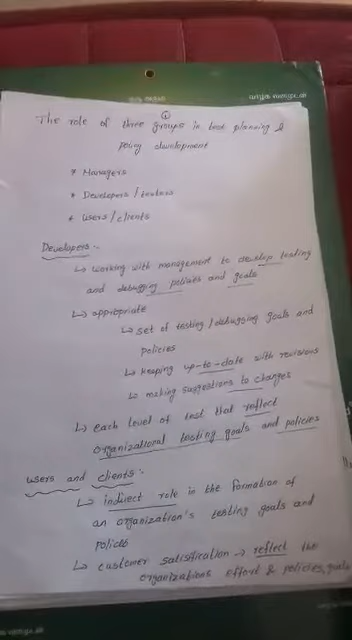 ①
The role of three groups in test planning &
policy development
* Managers
* Developers / testers
* users / clients
Developers :-
↳ working with management to develop testing
and debugging policies and goals
↳ appropriate
↳ set of testing / debugging goals and
policies
↳ keeping up-to-date with revisions
↳ making suggestions to changes
↳ each level of test that reflect
organizational testing goals and policies
users and clients :-
↳ indirect role in the formation of
an organization's testing goals and
policies
↳ customer satisfication → reflect the
organizations effort & policies, goals